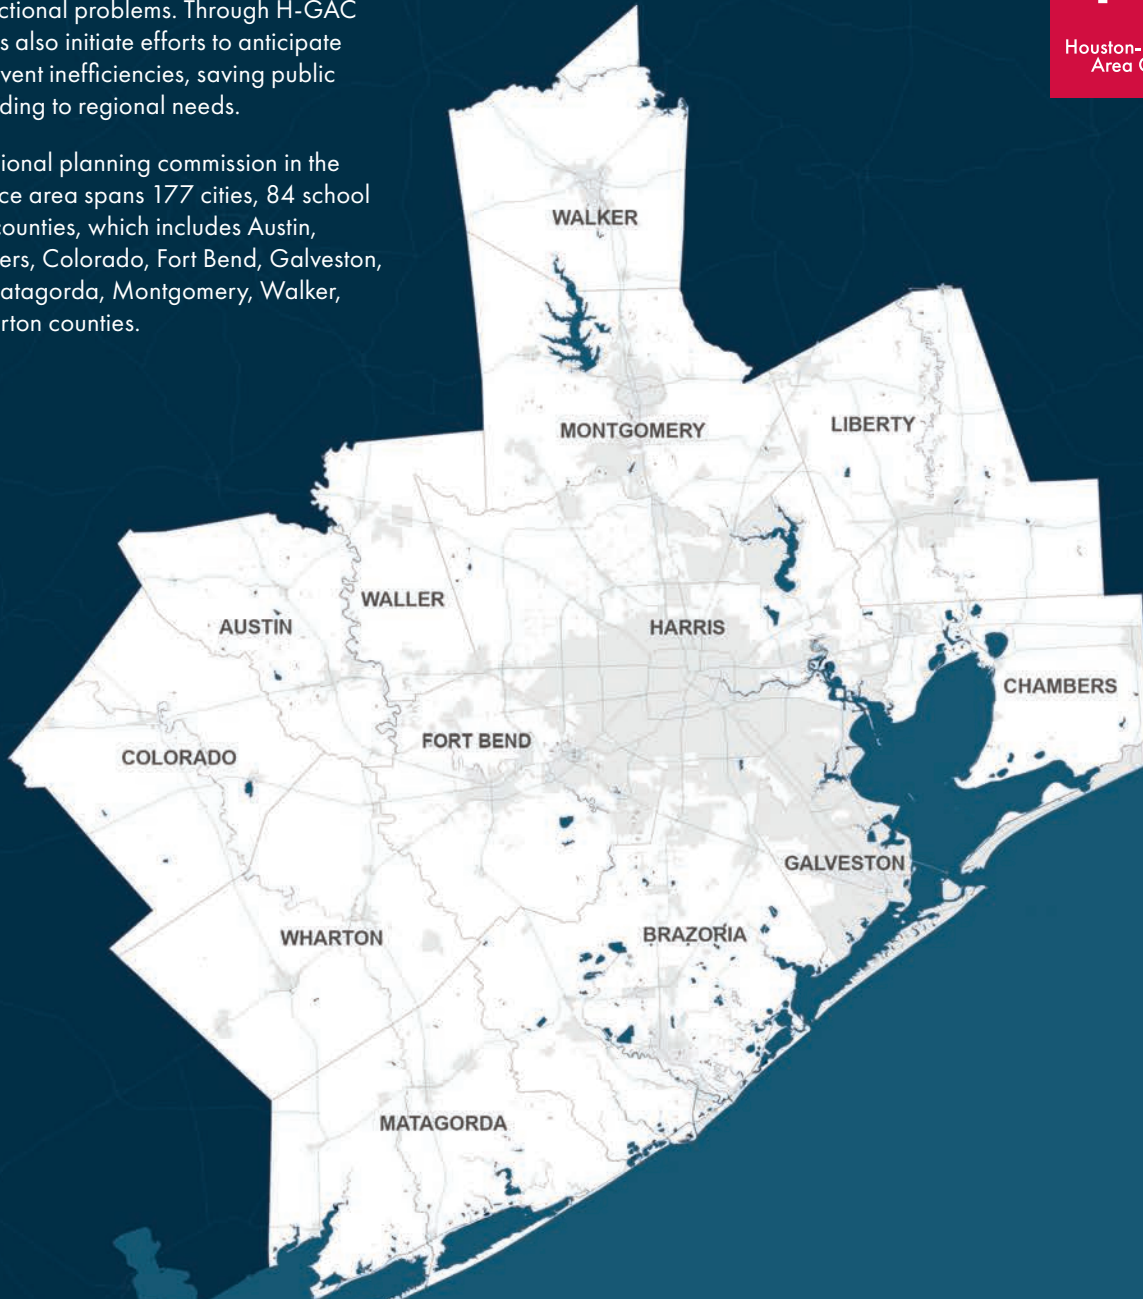 ctional problems. Through H-GAC
s also initiate efforts to anticipate
vent inefficiencies, saving public
ding to regional needs.
ional planning commission in the
ce area spans 177 cities, 84 school
counties, which includes Austin,
ers, Colorado, Fort Bend, Galveston,
atagorda, Montgomery, Walker,
rton counties.
Houston-
Area
WALKER
MONTGOMERY
LIBERTY
WALLER
AUSTIN
HARRIS
CHAMBERS
FORT BEND
COLORADO
GALVESTON
WHARTON
BRAZORIA
MATAGORDA